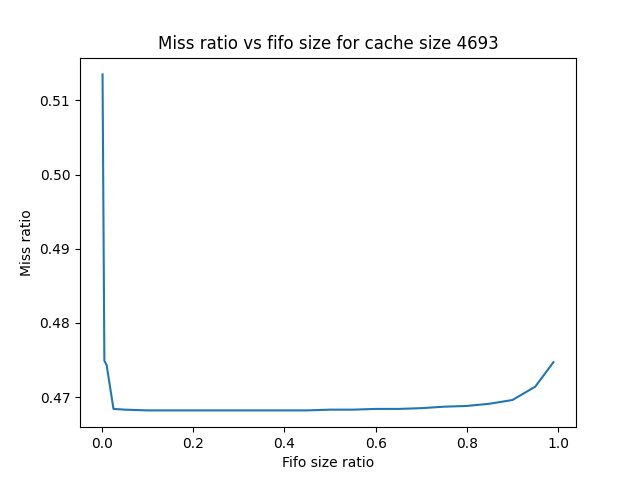 Miss ratio vs fifo size for cache size 4693
0.51
0.50
0.49
0.48
0.47
Miss ratio
0.0 0.2 0.4 0.6 0.8 1.0
Fifo size ratio